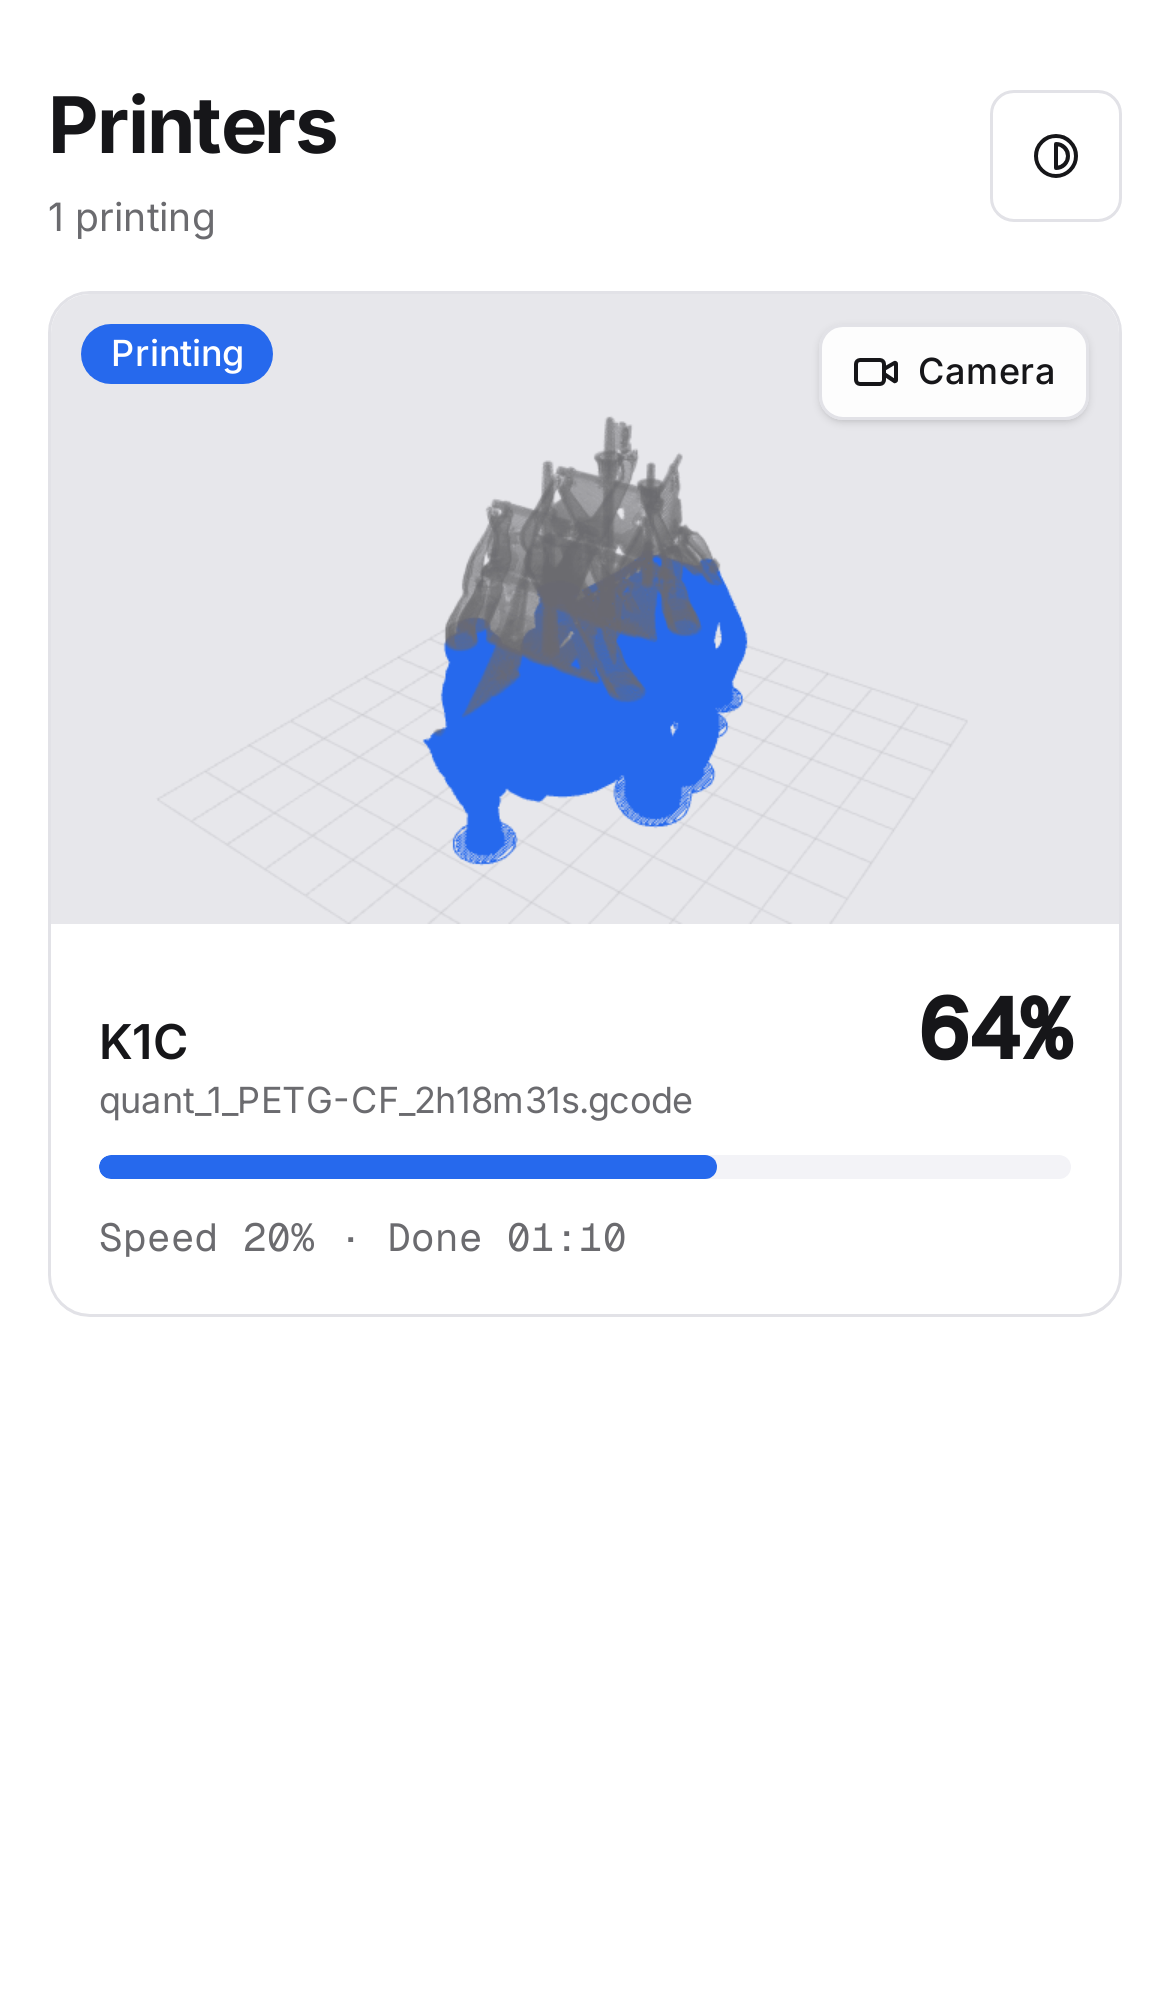 Printers
1 printing
Printing
Camera
K1C
64%
quant_1_PETG-CF_2h18m31s.gcode
Speed 20% · Done 01:10